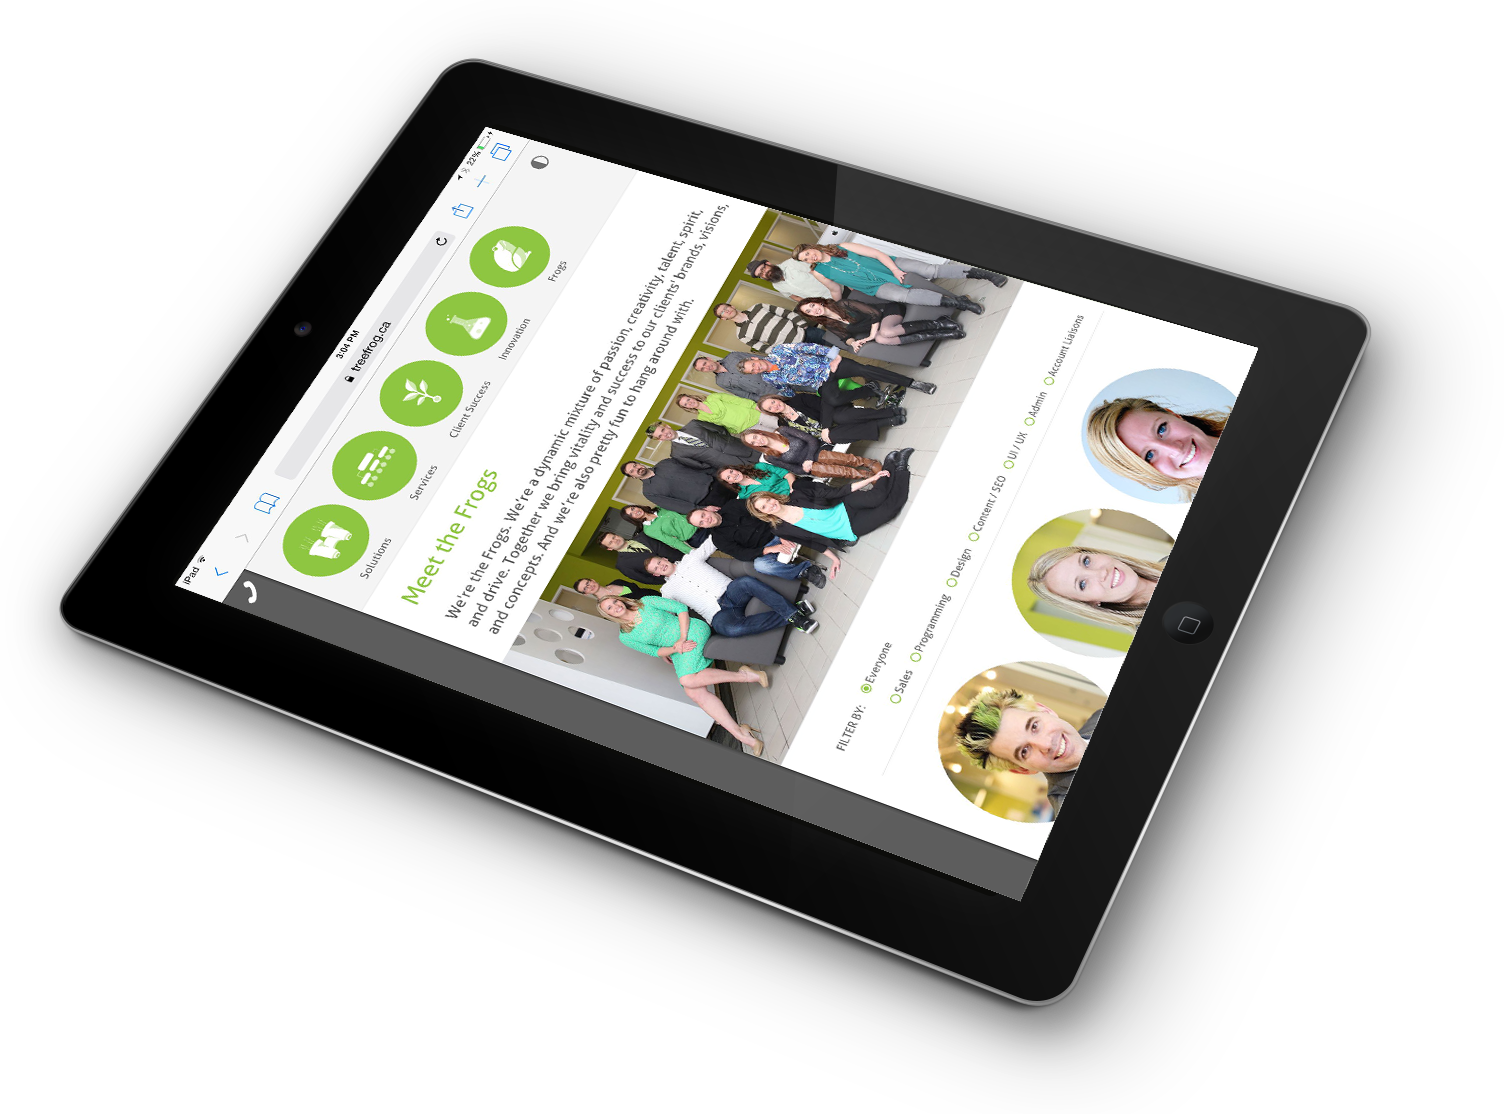 iPad 3:04 PM 22%
treefrog.ca
Solutions Services Client Success Innovation Frogs
Meet the Frogs
We're the Frogs. We're a dynamic mixture of passion, creativity, talent, spirit,
and drive. Together we bring vitality and success to our clients' brands, visions,
and concepts. And we're also pretty fun to hang around with.
FILTER BY: Everyone
Sales Programming Design Content / SEO UI / UX Admin Account Liaisons